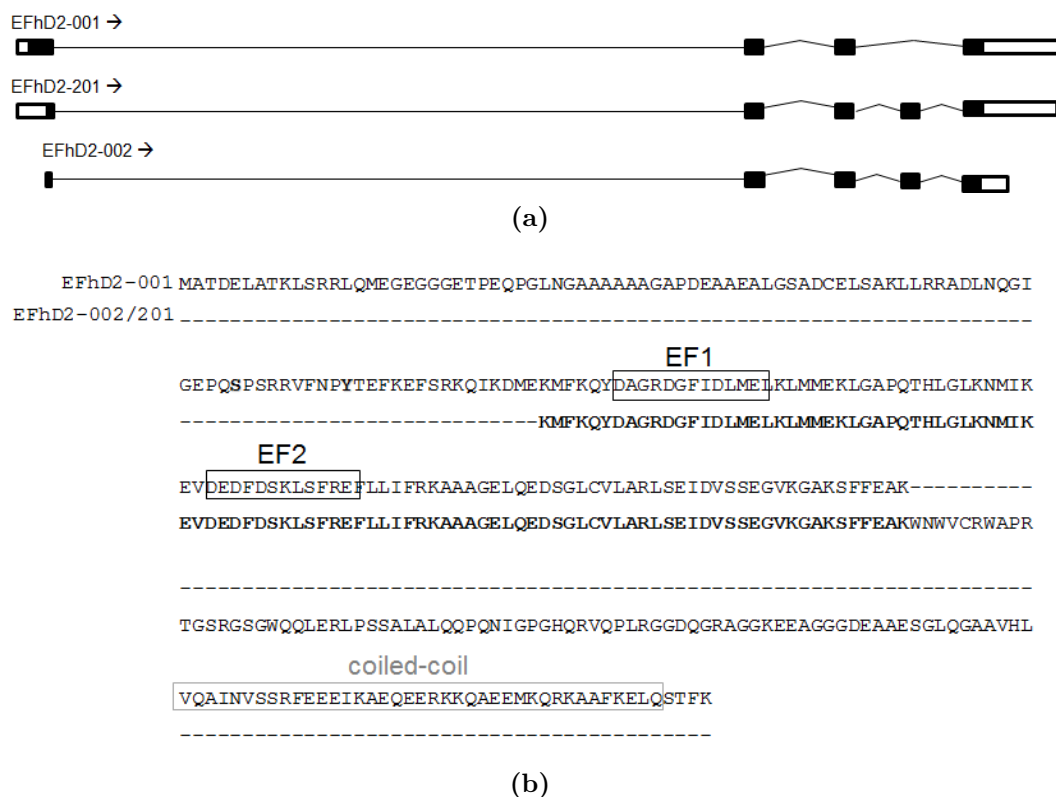 EFhD2-001 →
EFhD2-201 →
EFhD2-002 →
(a)
EFhD2-001 MATDELATKLSRRLQMEGEGGGETPEQPGLNGAAAAAAGAPDEAAEALGSADCELSAKLLRRADLNQGI
EFhD2-002/201 --------------------------------------------------------------------
EF1
GEPQSPSRRVFNPYTEFKEFSRKQIKDMEKMFKQYDAGRDGFIDLMELKLMMEKLGAPQTHLGLKNMIK
-----------------------------KMFKQYDAGRDGFIDLMELKLMMEKLGAPQTHLGLKNMIK
EF2
EVDEDFDSKLSFREFLLIFRKAAAGELQEDSGLCVLARLSEIDVSSEGVKGAKSFFEAK----------
EVDEDFDSKLSFREFLLIFRKAAAGELQEDSGLCVLARLSEIDVSSEGVKGAKSFFEAKWNWVCRWAPR
---------------------------------------------------------------------
TGSRGSGWQQLERLPSSALALQQPQNIGPGHQRVQPLRGGDQGRAGGKEEAGGGDEAAESGLQGAAVHL
coiled-coil
VQAINVSSRFEEEIKAEQEERKKQAEEMKQRKAAFKELQSTFK
-------------------------------------------
(b)